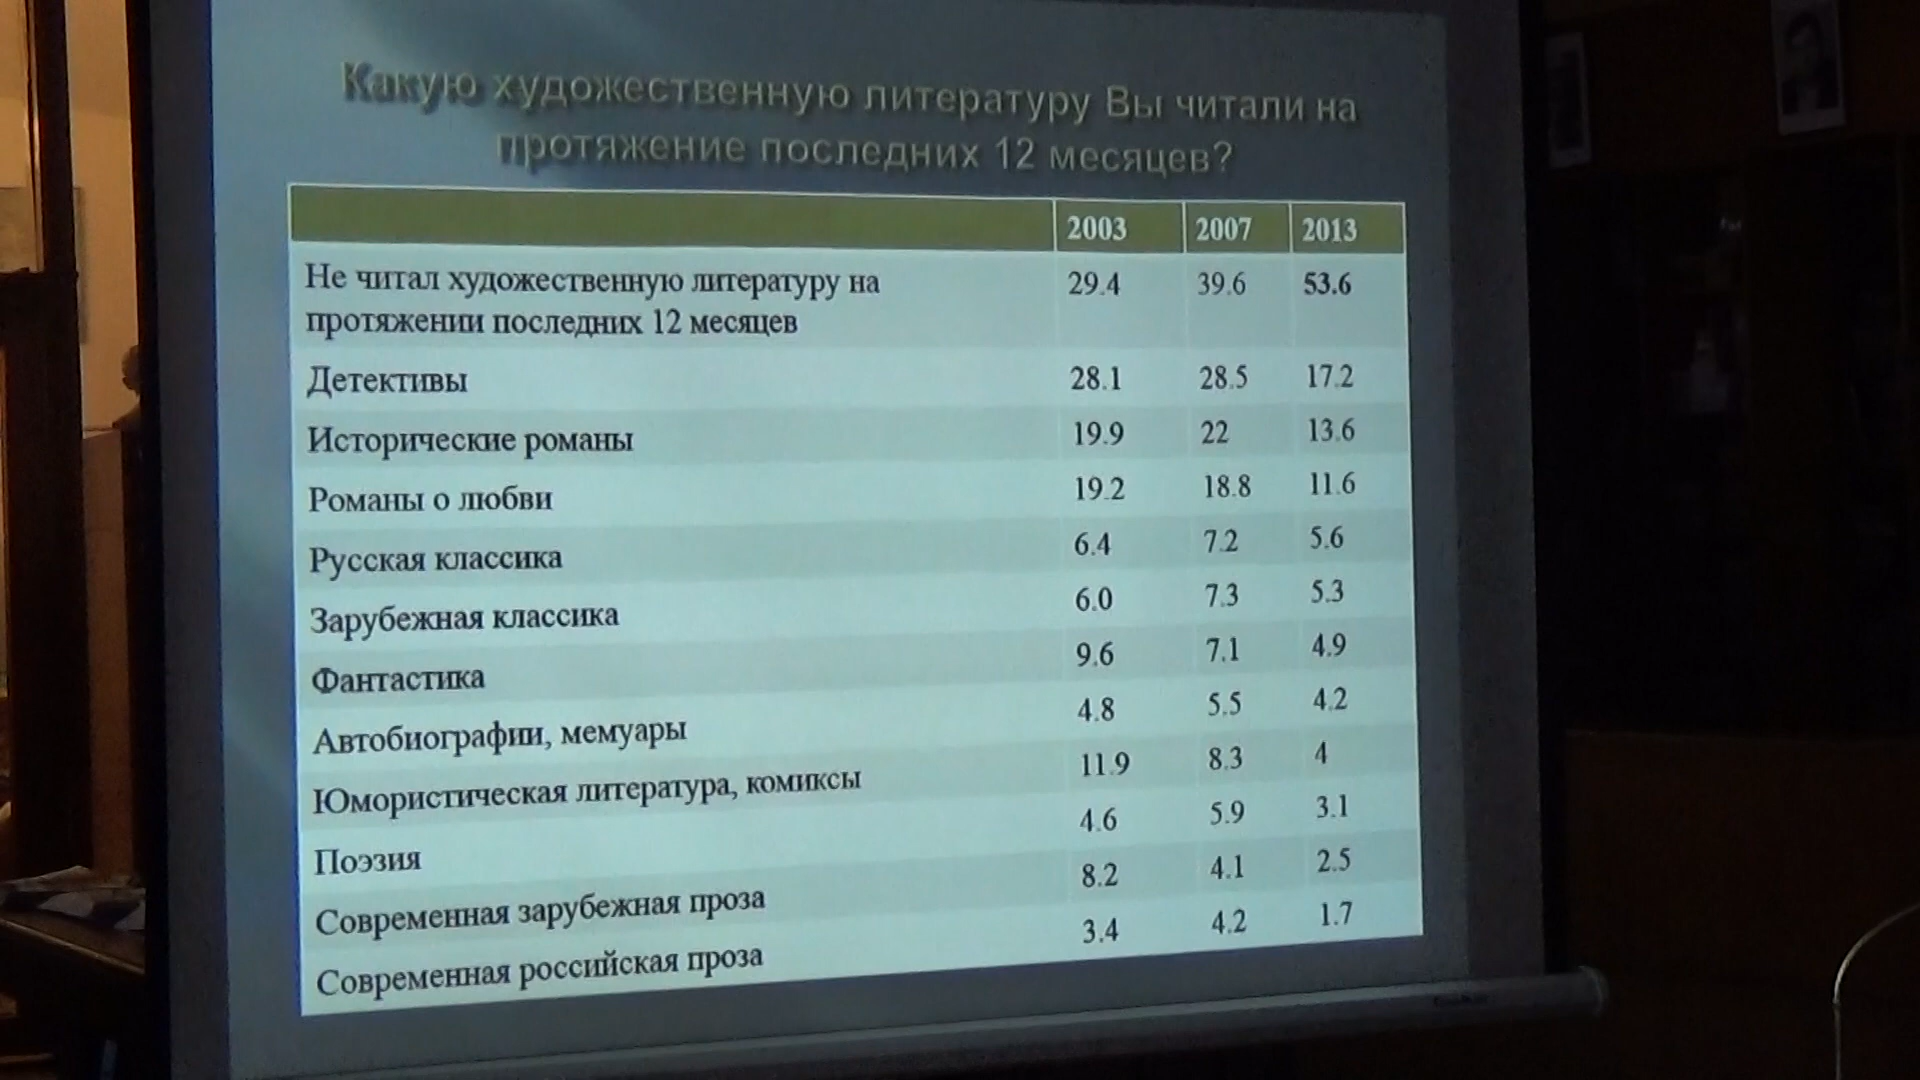 Какую художественную литературу Вы читали на
протяжение последних 12 месяцев?
2003 2007 2013
Не читал художественную литературу на
протяжении последних 12 месяцев 29.4 39.6 53.6
Детективы 28.1 28.5 17.2
Исторические романы 19.9 22 13.6
Романы о любви 19.2 18.8 11.6
Русская классика 6.4 7.2 5.6
Зарубежная классика 6.0 7.3 5.3
Фантастика 9.6 7.1 4.9
Автобиографии, мемуары 4.8 5.5 4.2
Юмористическая литература, комиксы 11.9 8.3 4
Поэзия 4.6 5.9 3.1
Современная зарубежная проза 8.2 4.1 2.5
Современная российская проза 3.4 4.2 1.7